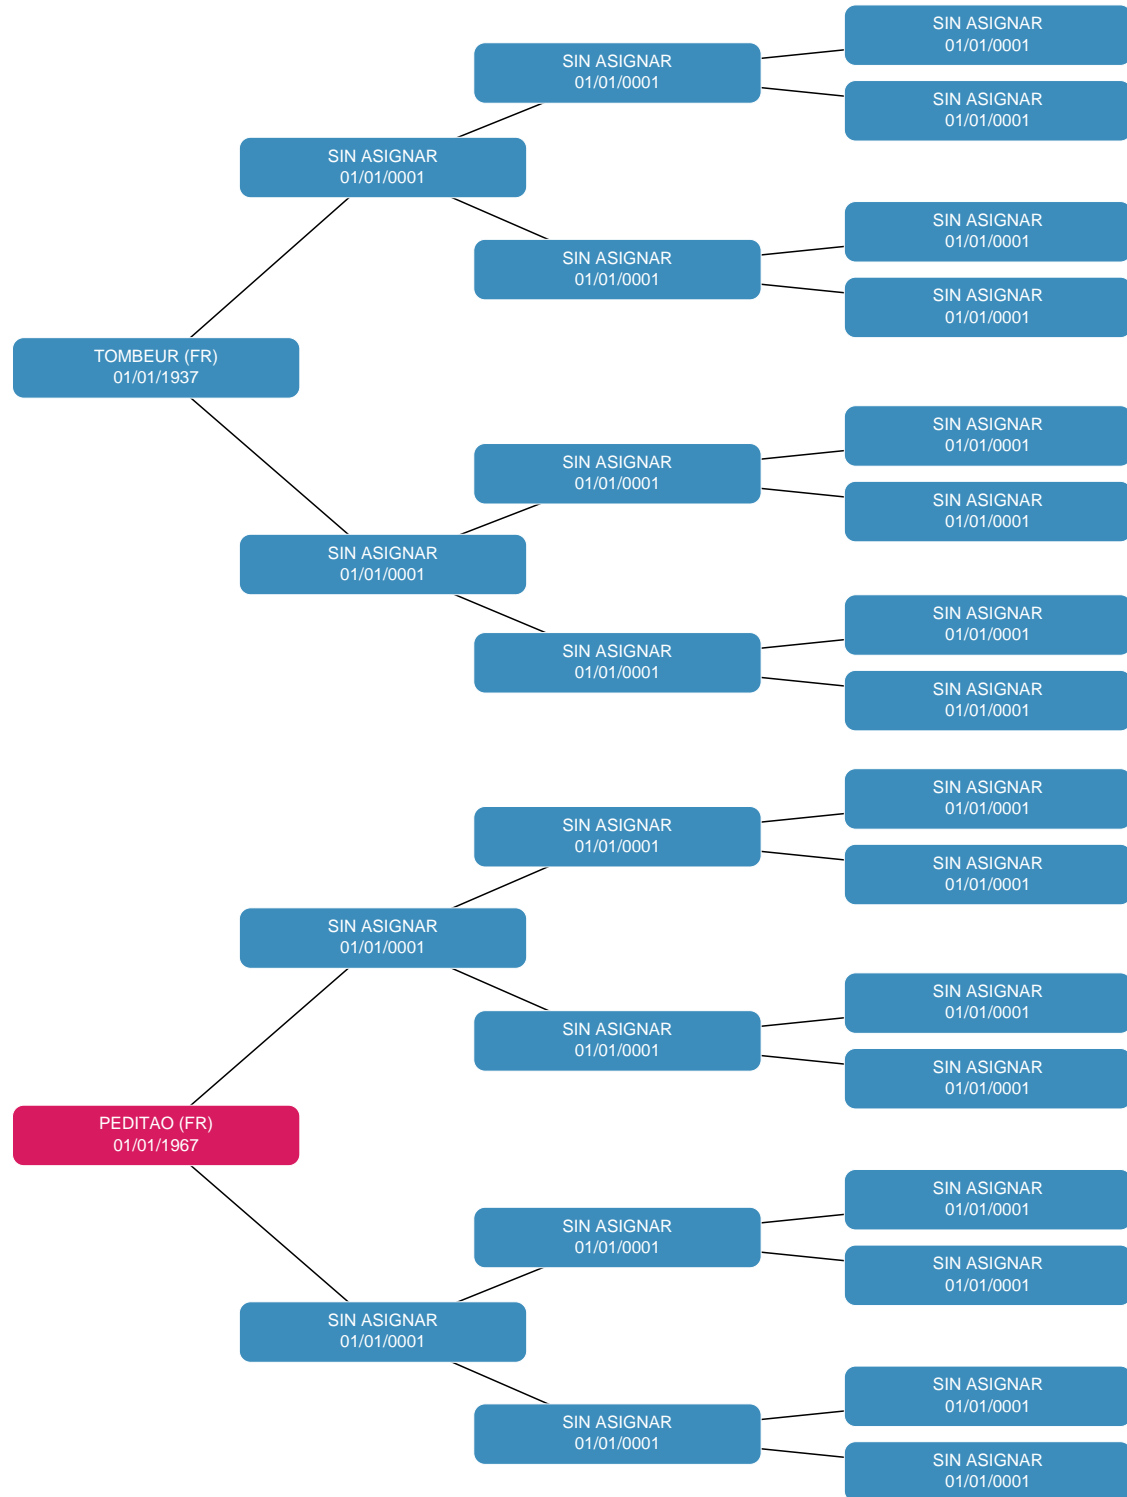 SIN ASIGNAR
01/01/0001
SIN ASIGNAR
01/01/0001
SIN ASIGNAR
01/01/0001
SIN ASIGNAR
01/01/0001
SIN ASIGNAR
01/01/0001
SIN ASIGNAR
01/01/0001
SIN ASIGNAR
01/01/0001
TOMBEUR (FR)
01/01/1937
SIN ASIGNAR
01/01/0001
SIN ASIGNAR
01/01/0001
SIN ASIGNAR
01/01/0001
SIN ASIGNAR
01/01/0001
SIN ASIGNAR
01/01/0001
SIN ASIGNAR
01/01/0001
SIN ASIGNAR
01/01/0001
SIN ASIGNAR
01/01/0001
SIN ASIGNAR
01/01/0001
SIN ASIGNAR
01/01/0001
SIN ASIGNAR
01/01/0001
SIN ASIGNAR
01/01/0001
SIN ASIGNAR
01/01/0001
SIN ASIGNAR
01/01/0001
PEDITAO (FR)
01/01/1967
SIN ASIGNAR
01/01/0001
SIN ASIGNAR
01/01/0001
SIN ASIGNAR
01/01/0001
SIN ASIGNAR
01/01/0001
SIN ASIGNAR
01/01/0001
SIN ASIGNAR
01/01/0001
SIN ASIGNAR
01/01/0001